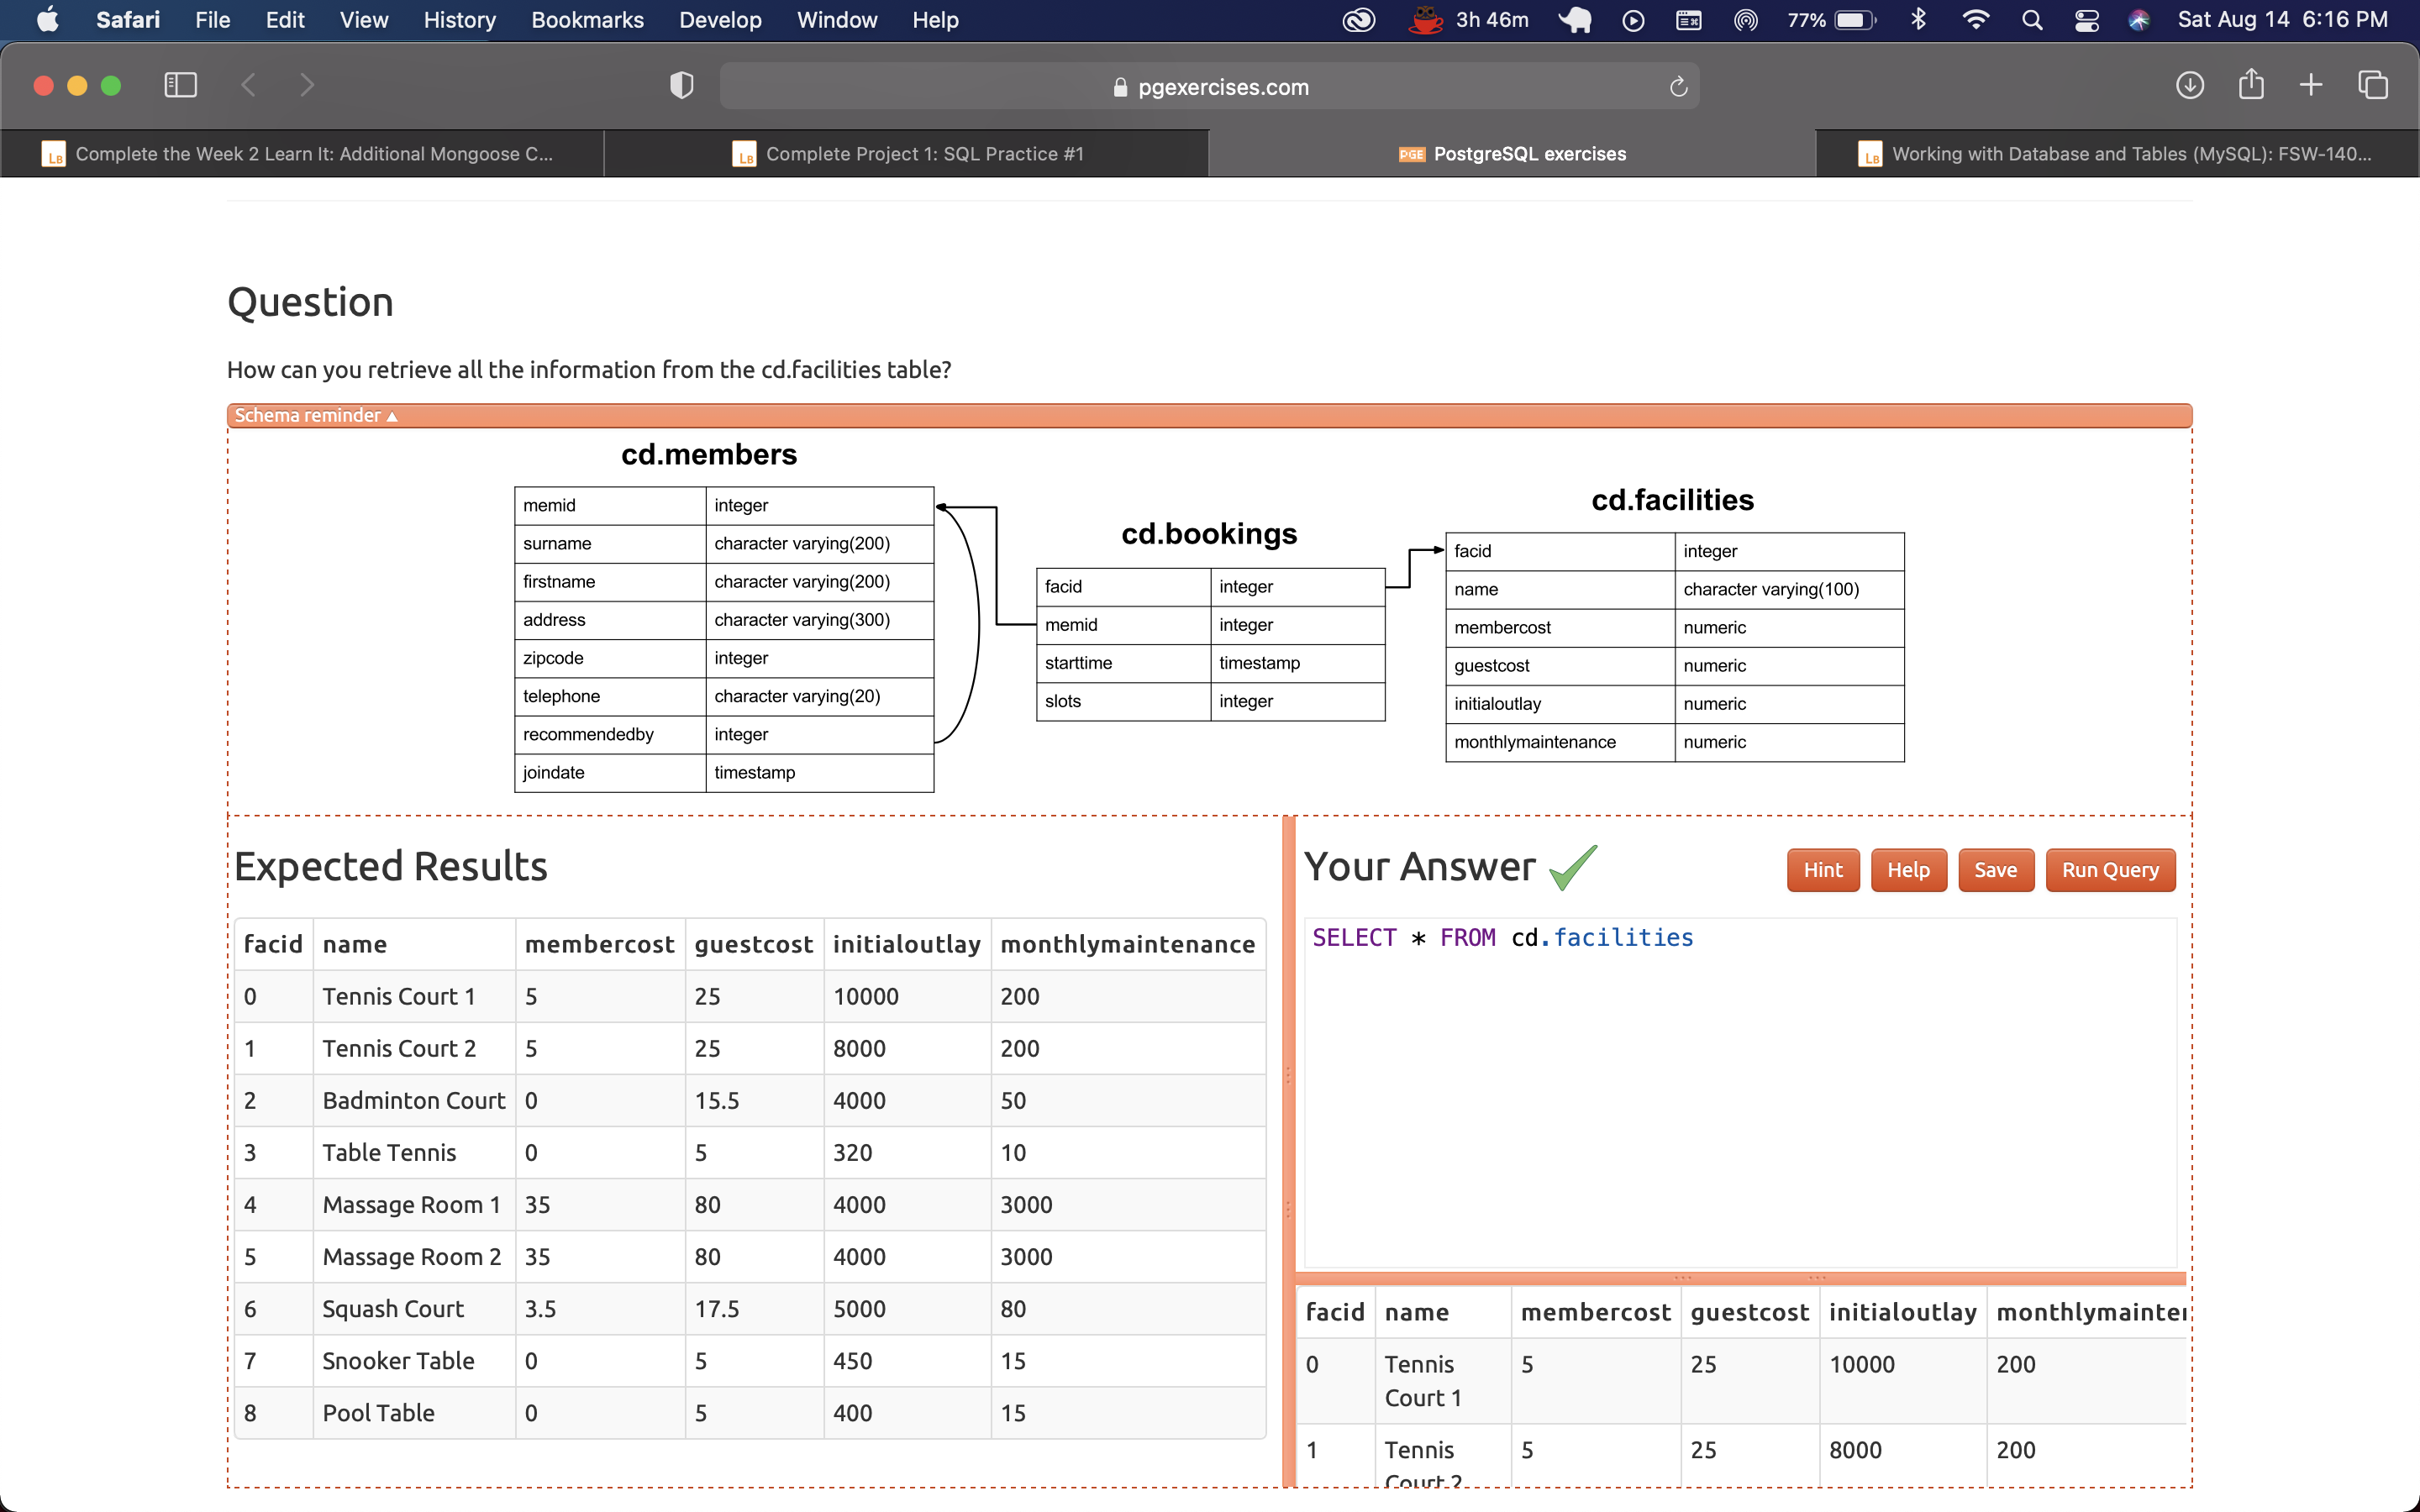 Safari File Edit View History Bookmarks Develop Window Help 3h 46m 77% Sat Aug 14 6:16 PM
pgexercises.com
Complete the Week 2 Learn It: Additional Mongoose C... Complete Project 1: SQL Practice #1 PostgreSQL exercises Working with Database and Tables (MySQL): FSW-140...
Question
How can you retrieve all the information from the cd.facilities table?
Schema reminder ▲
cd.members
memid integer
surname character varying(200)
firstname character varying(200)
address character varying(300)
zipcode integer
telephone character varying(20)
recommendedby integer
joindate timestamp
cd.bookings
facid integer
memid integer
starttime timestamp
slots integer
cd.facilities
facid integer
name character varying(100)
membercost numeric
guestcost numeric
initialoutlay numeric
monthlymaintenance numeric
Expected Results
facid name membercost guestcost initialoutlay monthlymaintenance
0 Tennis Court 1 5 25 10000 200
1 Tennis Court 2 5 25 8000 200
2 Badminton Court 0 15.5 4000 50
3 Table Tennis 0 5 320 10
4 Massage Room 1 35 80 4000 3000
5 Massage Room 2 35 80 4000 3000
6 Squash Court 3.5 17.5 5000 80
7 Snooker Table 0 5 450 15
8 Pool Table 0 5 400 15
Your Answer Hint Help Save Run Query
SELECT * FROM cd.facilities
facid name membercost guestcost initialoutlay monthlymainte
0 Tennis 5 25 10000 200
Court 1
1 Tennis 5 25 8000 200
Court 2